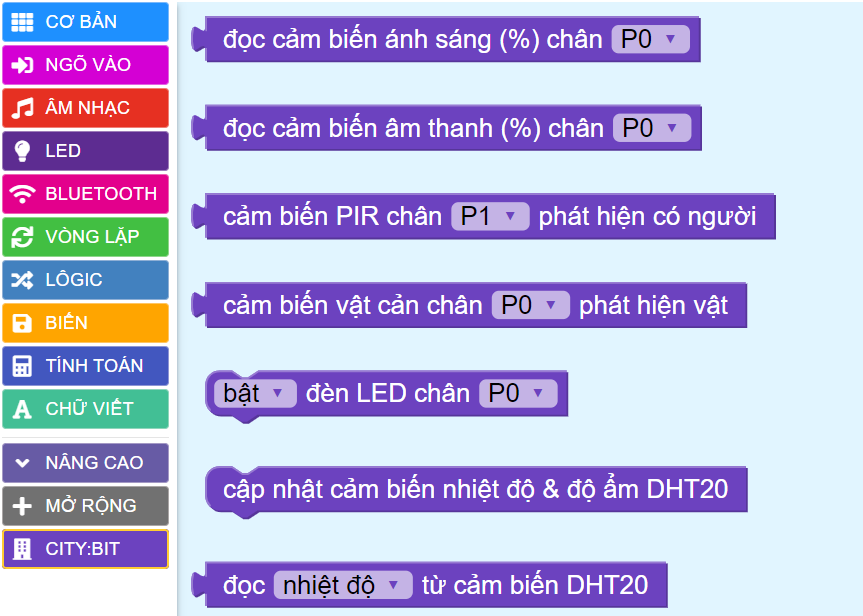 CƠ BẢN
NGÕ VÀO
ÂM NHẠC
LED
BLUETOOTH
VÒNG LẶP
LÔGIC
BIẾN
TÍNH TOÁN
CHỮ VIẾT
NÂNG CAO
MỞ RỘNG
CITY:BIT
đọc cảm biến ánh sáng (%) chân P0
đọc cảm biến âm thanh (%) chân P0
cảm biến PIR chân P1 phát hiện có người
cảm biến vật cản chân P0 phát hiện vật
bật đèn LED chân P0
cập nhật cảm biến nhiệt độ & độ ẩm DHT20
đọc nhiệt độ từ cảm biến DHT20